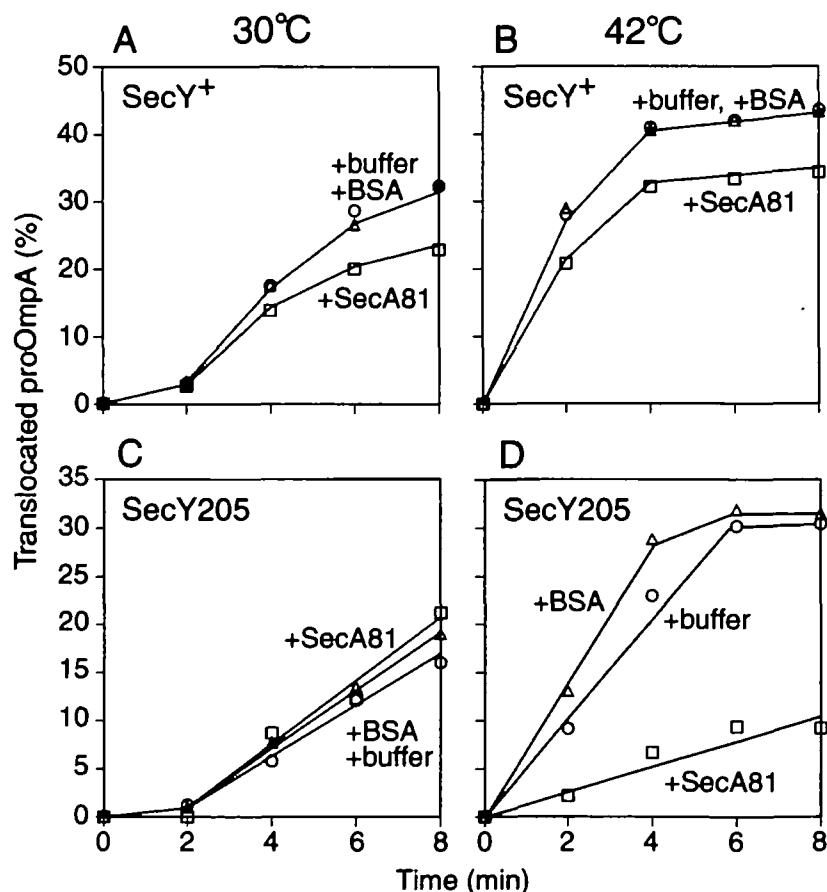 A 30°C
B 42°C
Translocated proOmpA (%)
50
40
30
20
10
0
SecY+
+buffer
+BSA
+SecA81
SecY+
+buffer, +BSA
+SecA81
C
D
35
30
25
20
15
10
5
0
SecY205
+SecA81
+BSA
+buffer
SecY205
+BSA
+buffer
+SecA81
0 2 4 6 8 0 2 4 6 8
Time (min)